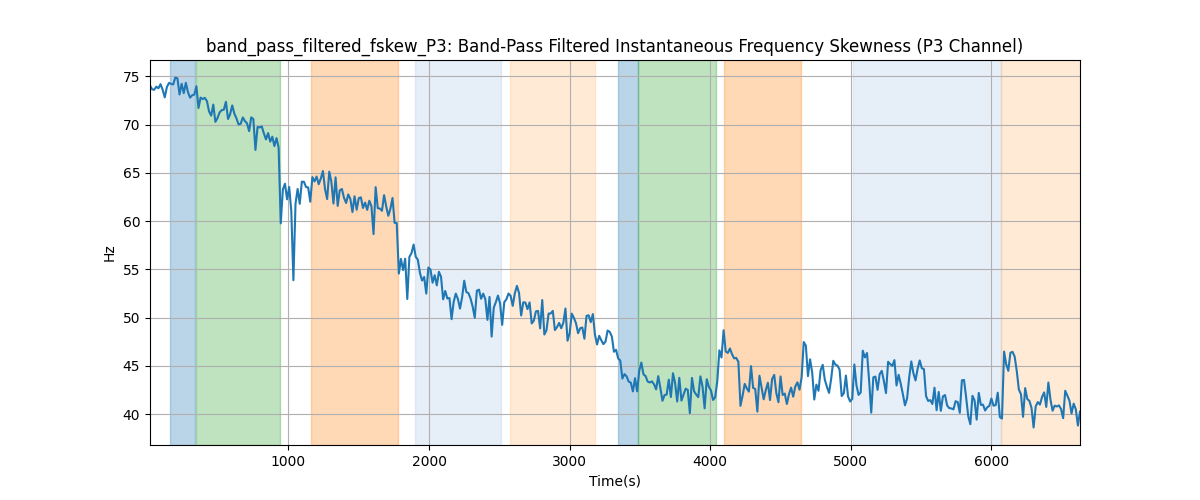 band_pass_filtered_fskew_P3: Band-Pass Filtered Instantaneous Frequency Skewness (P3 Channel)
75
70
65
60
55
50
45
40
Hz
1000 2000 3000 4000 5000 6000
Time(s)